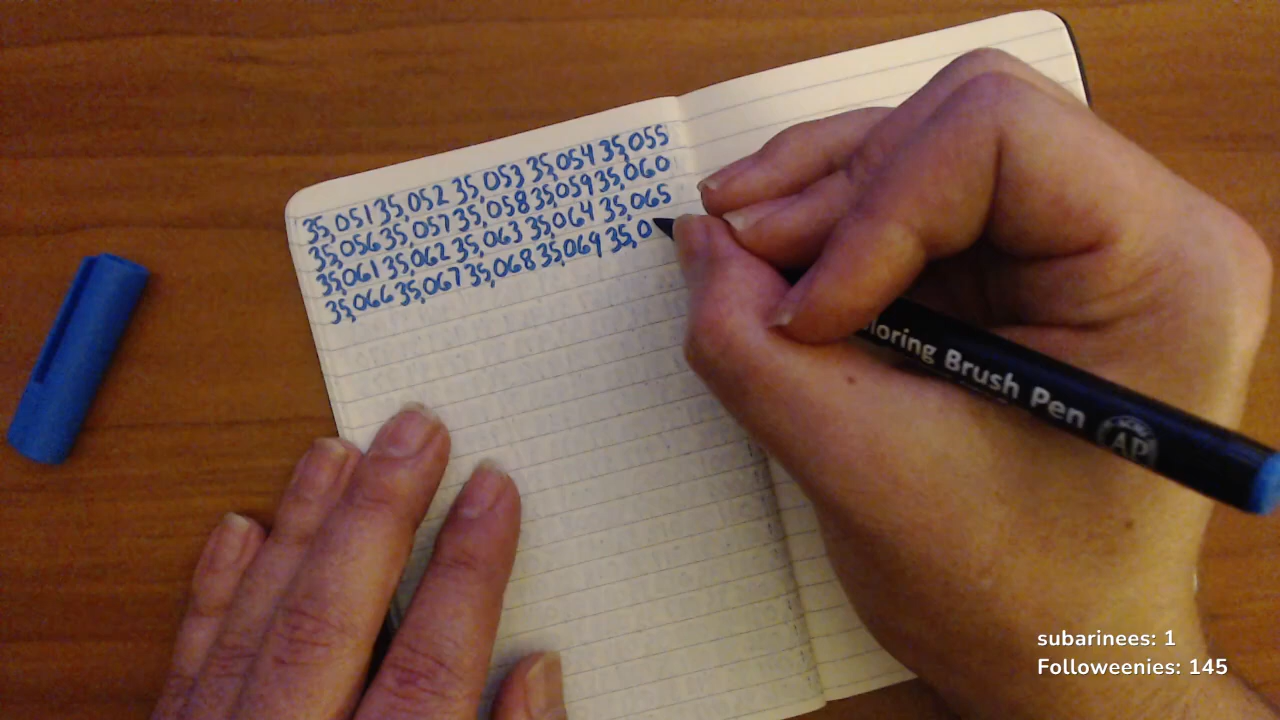 35,051 35,052 35,053 35,054 35,055
35,056 35,057 35,058 35,059 35,060
35,061 35,062 35,063 35,064 35,065
35,066 35,067 35,068 35,069 35,0
loring Brush Pen
AP
subarinees: 1
Followeenies: 145